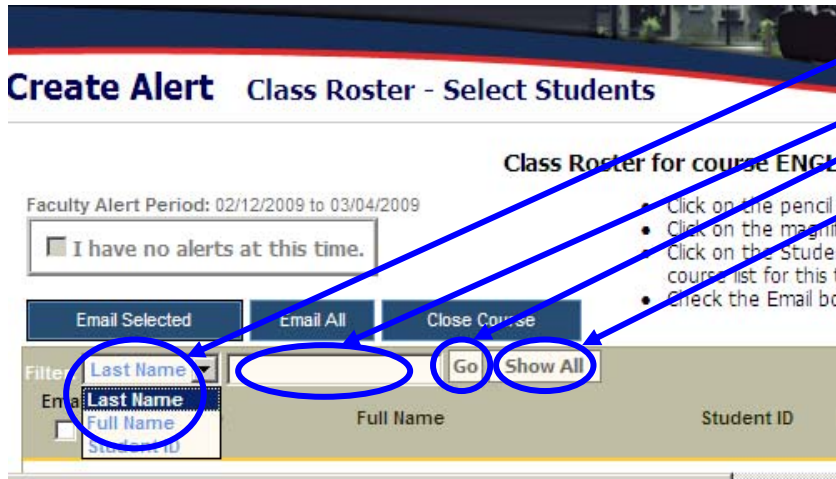 Create Alert Class Roster - Select Students
Class Roster for course ENGL
Faculty Alert Period: 02/12/2009 to 03/04/2009
I have no alerts at this time.
Click on the pencil
Click on the magni
Click on the Stude
course list for this
Check the Email bo
Email Selected Email All Close Course
Filter Last Name Go Show All
Ema Full Name Student ID
Last Name
Full Name
Student ID